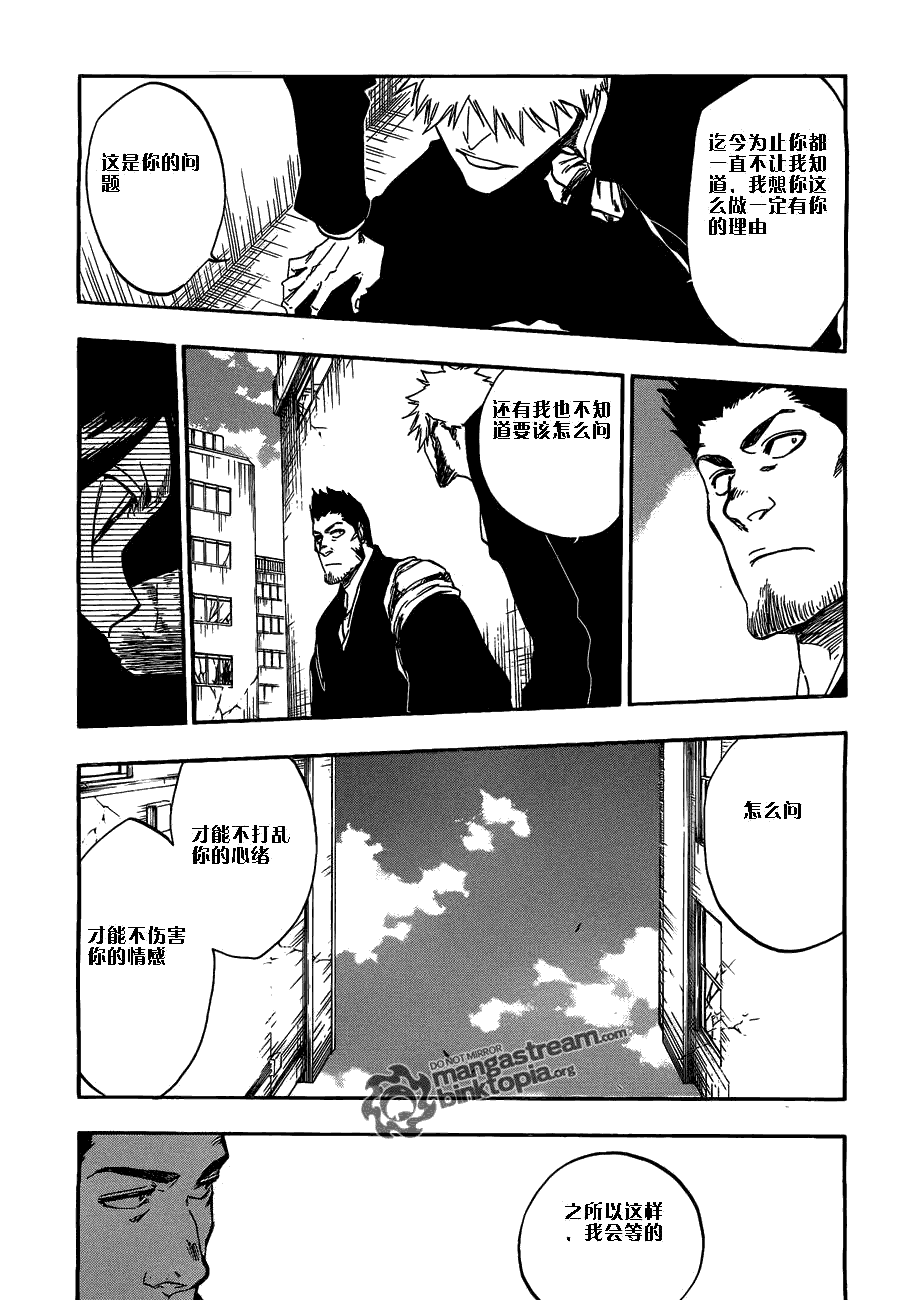 迄今为止你都
一直不让我知
道，我想你这
么做一定有你
的理由
这是你的问
题
还有我也不知
道要该怎么问
怎么问
才能不打乱
你的心绪
才能不伤害
你的情感
DO NOT MIRROR
mangastream.com
binktopia.org
之所以这样
，我会等的